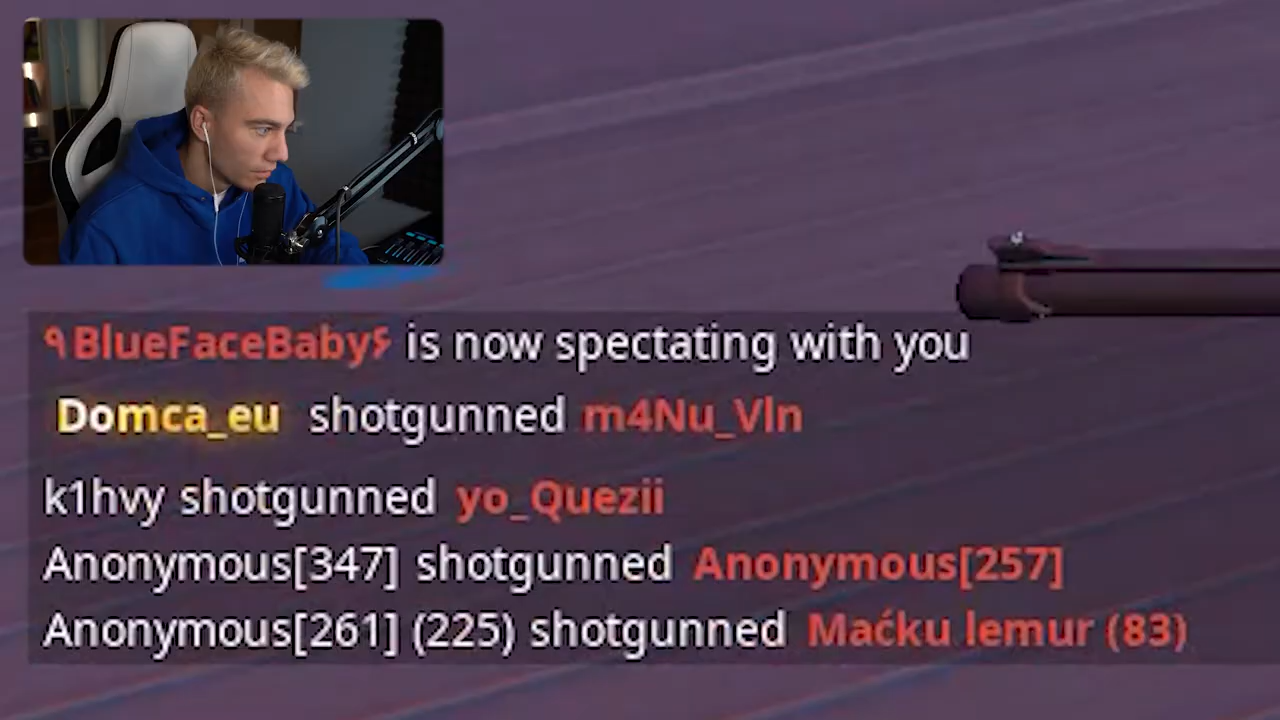 ٩BlueFaceBaby۶ is now spectating with you
Domca_eu shotgunned m4Nu_Vln
k1hvy shotgunned yo_Quezii
Anonymous[347] shotgunned Anonymous[257]
Anonymous[261] (225) shotgunned Maćku lemur (83)